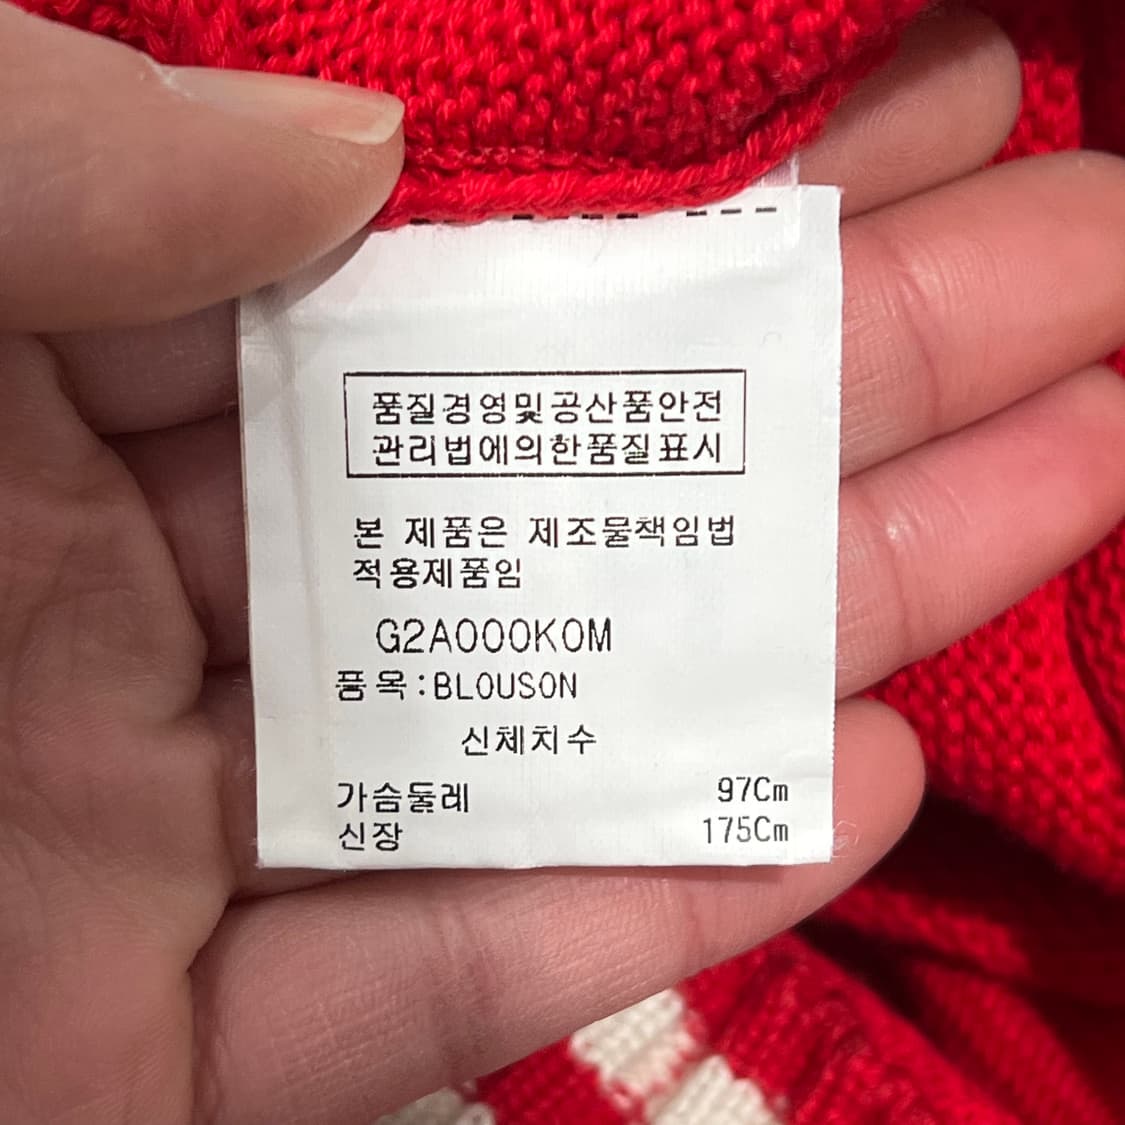 품질경영및공산품안전
관리법에의한품질표시
본 제품은 제조물책임법
적용제품임
G2A000K0M
품목:BLOUSON
신체치수
가슴둘레 97Cm
신장 175Cm